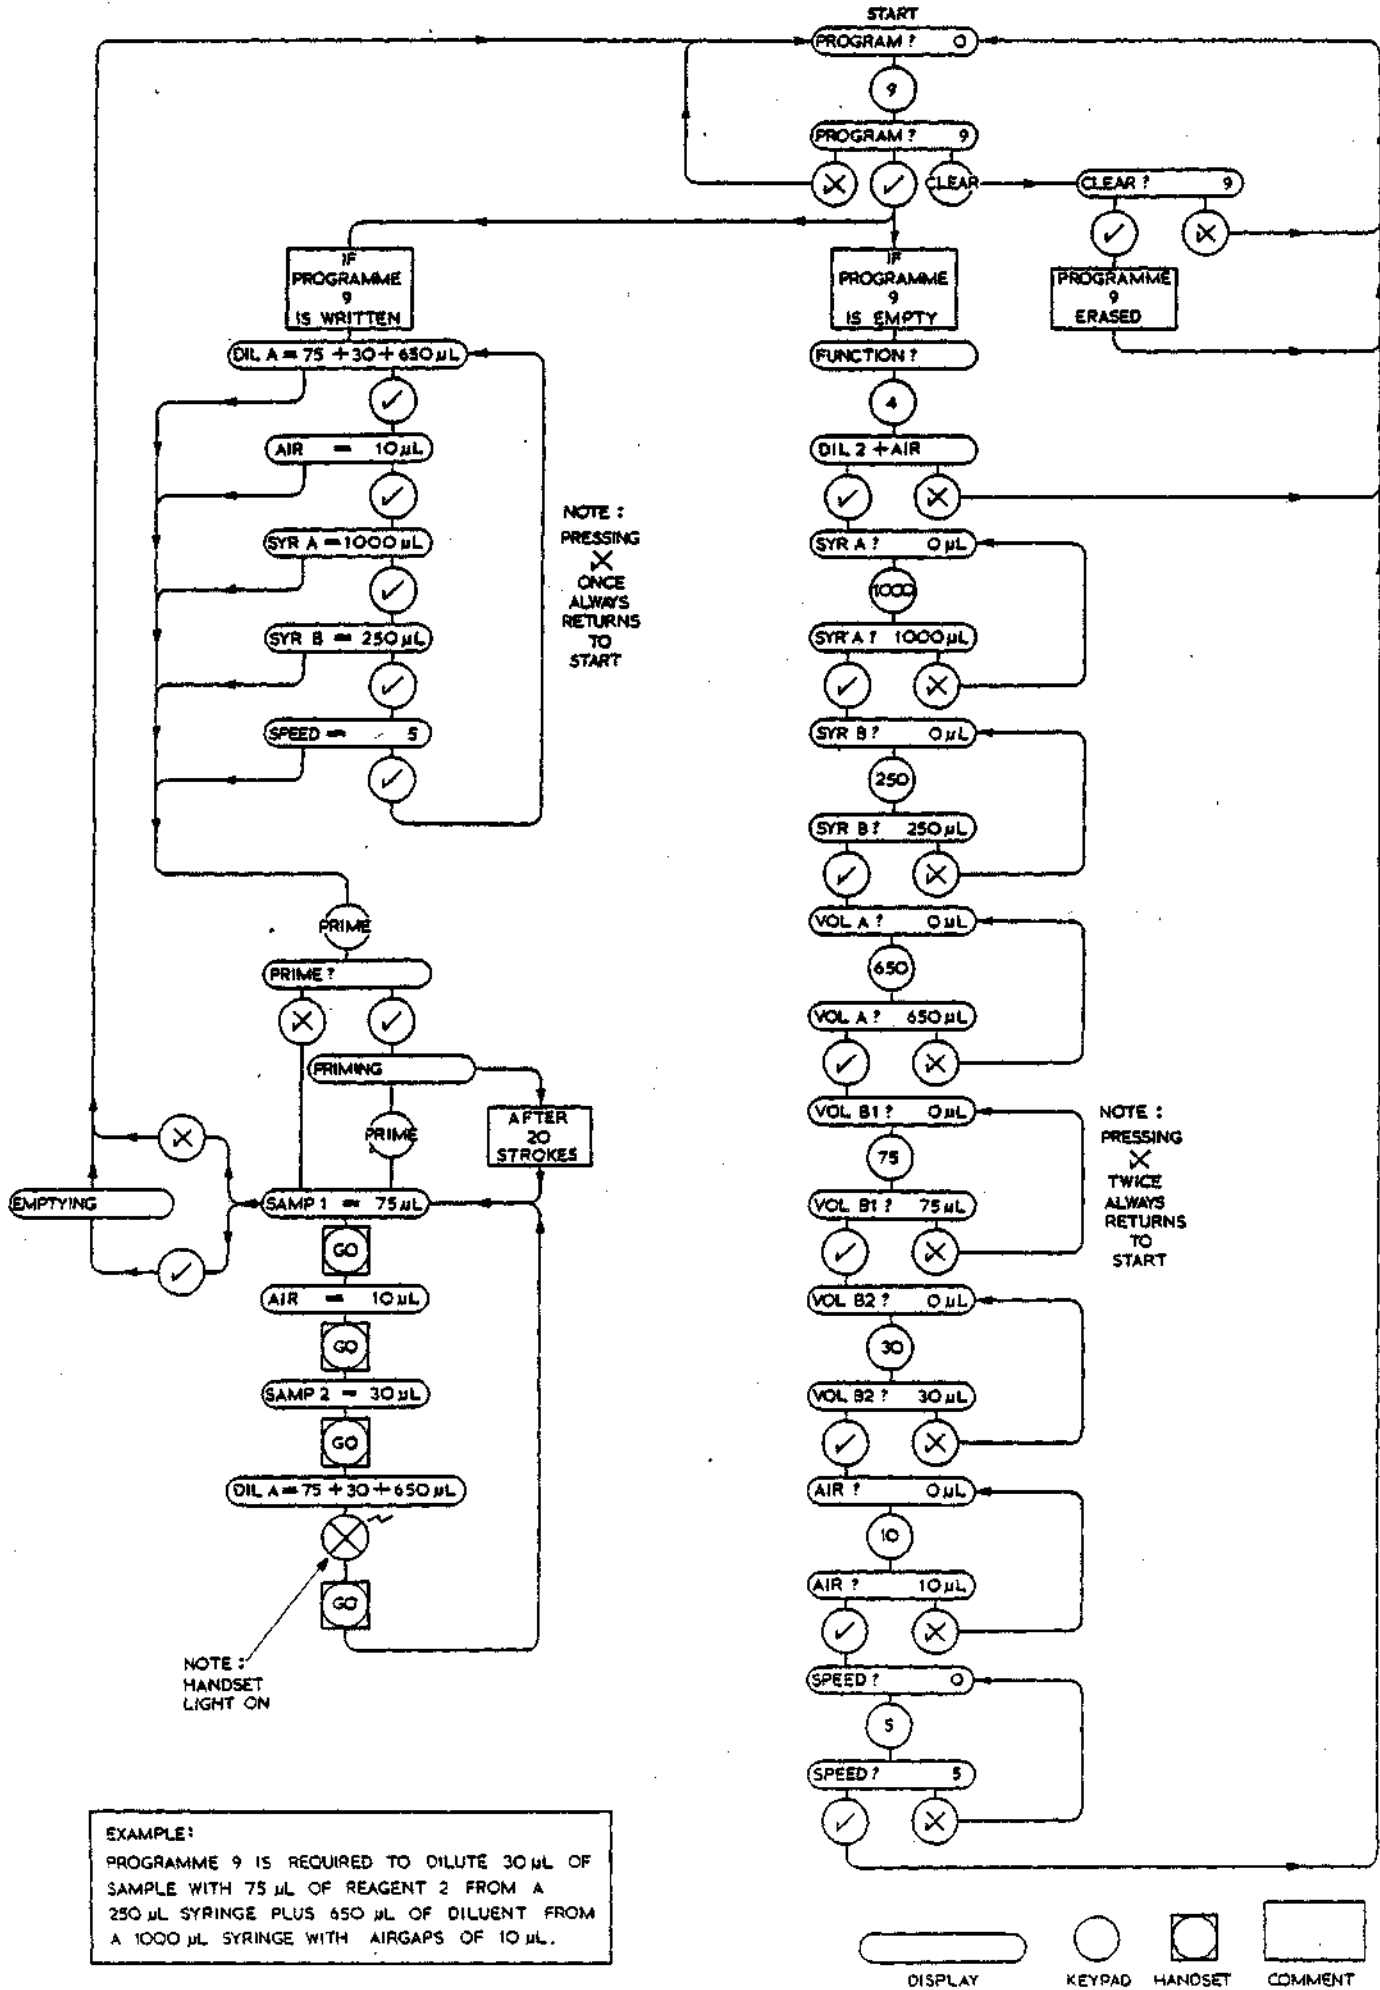 START
PROGRAM ? 0
9
PROGRAM ? 9
CLEAR
CLEAR ? 9
IF
PROGRAMME
9
IS WRITTEN
IF
PROGRAMME
9
IS EMPTY
PROGRAMME
9
ERASED
DIL A = 75 + 30 + 650 µL
AIR = 10 µL
SYR A = 1000 µL
SYR B = 250 µL
SPEED = 5
NOTE :
PRESSING
X
ONCE
ALWAYS
RETURNS
TO
START
PRIME
PRIME ?
PRIMING
PRIME
AFTER
20
STROKES
EMPTYING
SAMP 1 = 75 µL
GO
AIR = 10 µL
GO
SAMP 2 = 30 µL
GO
DIL A = 75 + 30 + 650 µL
GO
NOTE :
HANDSET
LIGHT ON
FUNCTION ?
4
DIL 2 + AIR
SYR A ? 0 µL
1000
SYR A ? 1000 µL
SYR B ? 0 µL
250
SYR B ? 250 µL
VOL A ? 0 µL
650
VOL A ? 650 µL
VOL B1 ? 0 µL
75
VOL B1 ? 75 µL
VOL B2 ? 0 µL
30
VOL B2 ? 30 µL
AIR ? 0 µL
10
AIR ? 10 µL
SPEED ? 0
5
SPEED ? 5
NOTE :
PRESSING
X
TWICE
ALWAYS
RETURNS
TO
START
EXAMPLE:
PROGRAMME 9 IS REQUIRED TO DILUTE 30 µL OF
SAMPLE WITH 75 µL OF REAGENT 2 FROM A
250 µL SYRINGE PLUS 650 µL OF DILUENT FROM
A 1000 µL SYRINGE WITH AIRGAPS OF 10 µL.
DISPLAY
KEYPAD
HANDSET
COMMENT